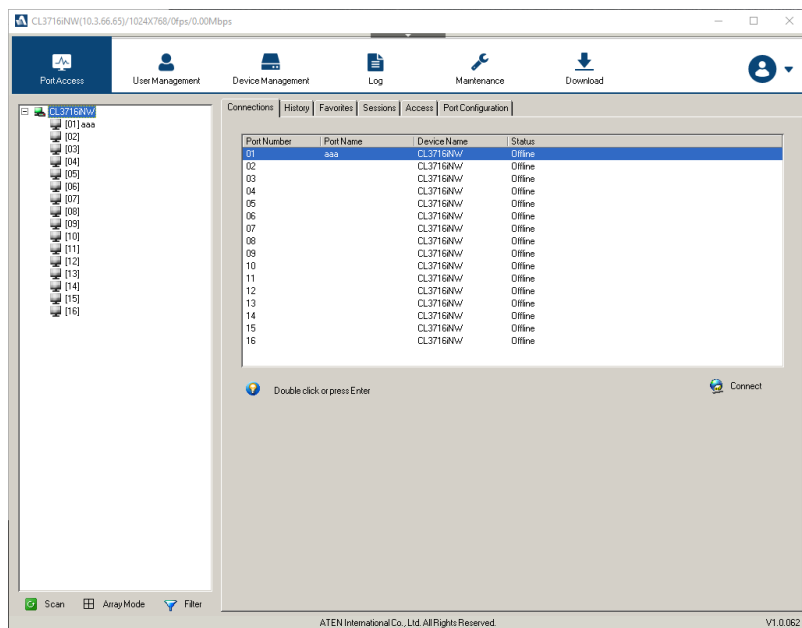 CL3716iNW(10.3.66.65)/1024X768/0fps/0.00Mbps
Port Access User Management Device Management Log Maintenance Download
CL3716iNW
[01] aaa
[02]
[03]
[04]
[05]
[06]
[07]
[08]
[09]
[10]
[11]
[12]
[13]
[14]
[15]
[16]
Connections History Favorites Sessions Access Port Configuration
Port Number Port Name Device Name Status
01 aaa CL3716iNW Offline
02 CL3716iNW Offline
03 CL3716iNW Offline
04 CL3716iNW Offline
05 CL3716iNW Offline
06 CL3716iNW Offline
07 CL3716iNW Offline
08 CL3716iNW Offline
09 CL3716iNW Offline
10 CL3716iNW Offline
11 CL3716iNW Offline
12 CL3716iNW Offline
13 CL3716iNW Offline
14 CL3716iNW Offline
15 CL3716iNW Offline
16 CL3716iNW Offline
Double click or press Enter Connect
Scan Array Mode Filter
ATEN International Co., Ltd. All Rights Reserved. V1.0.062